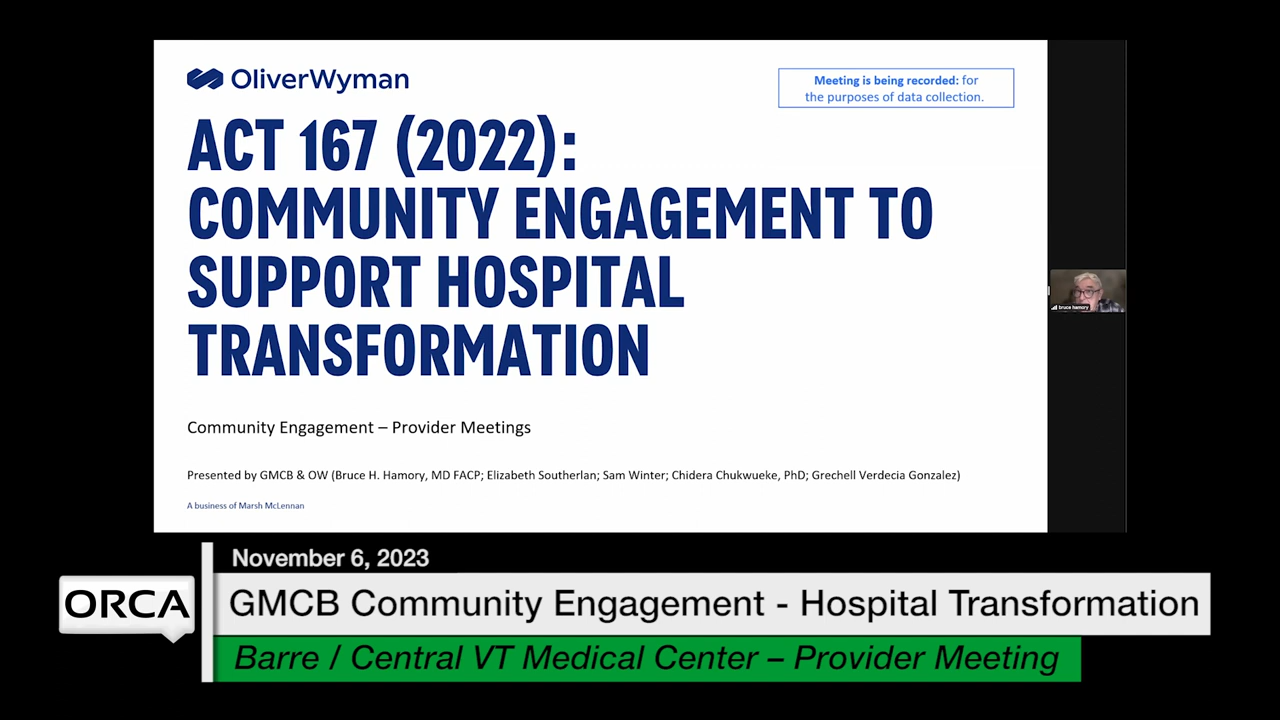 OliverWyman
Meeting is being recorded: for
the purposes of data collection.
ACT 167 (2022):
COMMUNITY ENGAGEMENT TO
SUPPORT HOSPITAL
TRANSFORMATION
bruce hamory
Community Engagement – Provider Meetings
Presented by GMCB & OW (Bruce H. Hamory, MD FACP; Elizabeth Southerlan; Sam Winter; Chidera Chukwueke, PhD; Grechell Verdecia Gonzalez)
A business of Marsh McLennan
November 6, 2023
ORCA
GMCB Community Engagement - Hospital Transformation
Barre / Central VT Medical Center – Provider Meeting